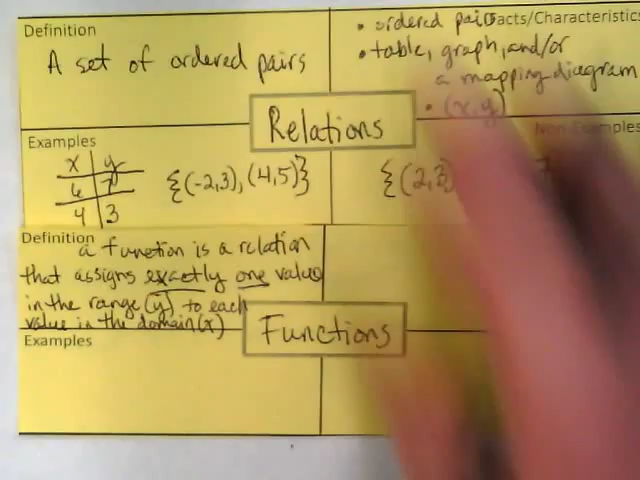 Definition
A set of ordered pairs
Facts/Characteristics
• ordered pairs
• table, graph, and/or
a mapping diagram
• (x,y)
Relations
Examples
x y
6 7
4 3
{(-2,3), (4,5)}
Non-Examples
{(2,3)
7
Definition
a function is a relation
that assigns exactly one value
in the range (y) to each
value in the domain (x)
Functions
Examples